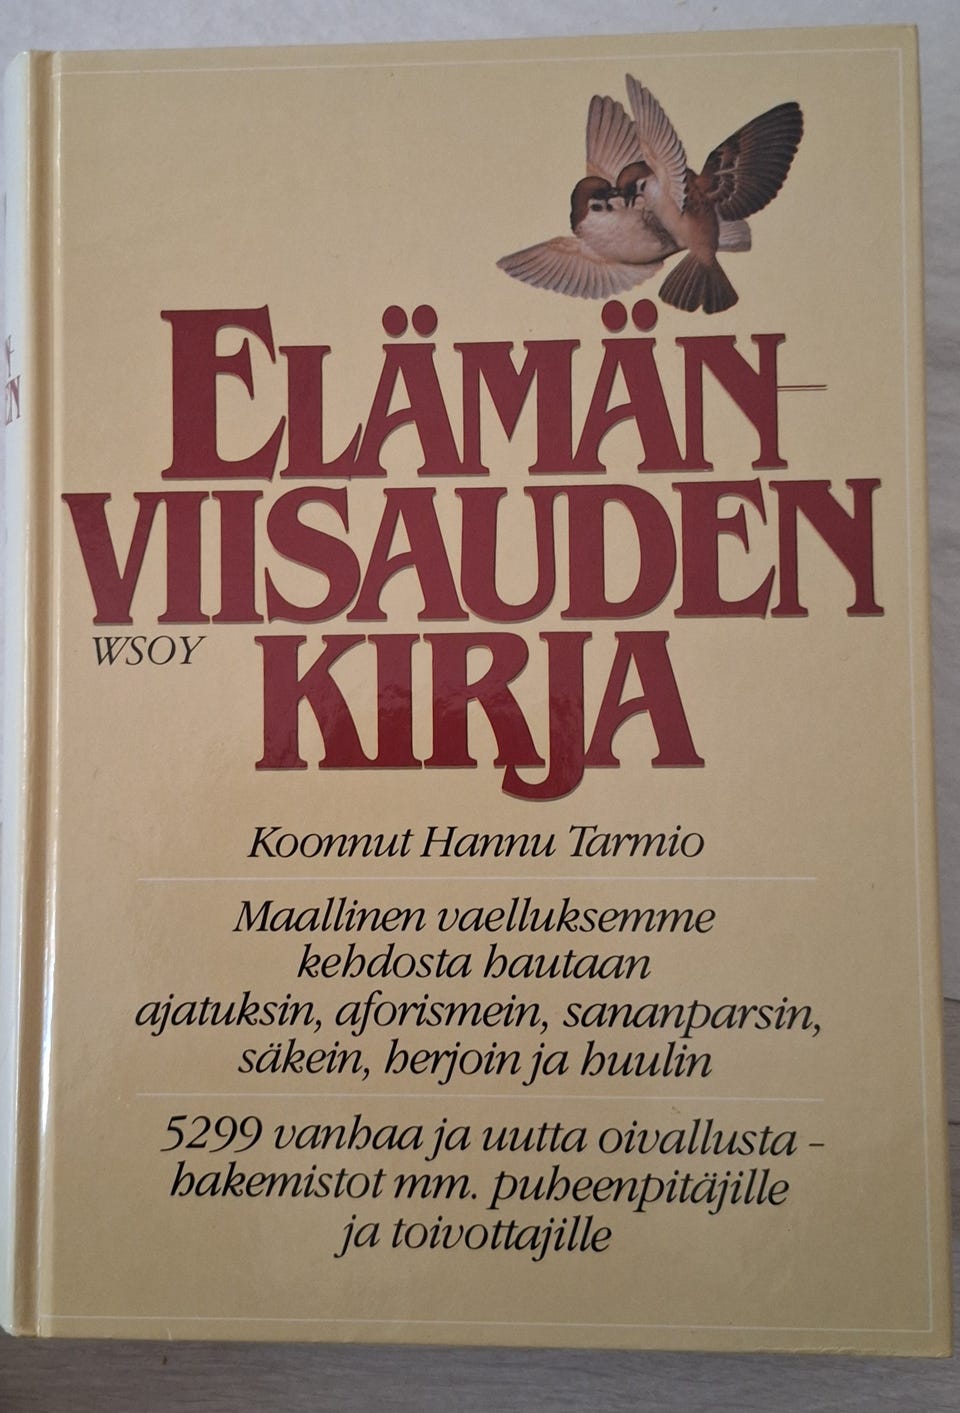 ELÄMÄN-
VIISAUDEN
WSOY
KIRJA
Koonnut Hannu Tarmio
Maallinen vaelluksemme
kehdosta hautaan
ajatuksin, aforismein, sananparsin,
säkein, herjoin ja huulin
5299 vanhaa ja uutta oivallusta –
hakemistot mm. puheenpitäjille
ja toivottajille